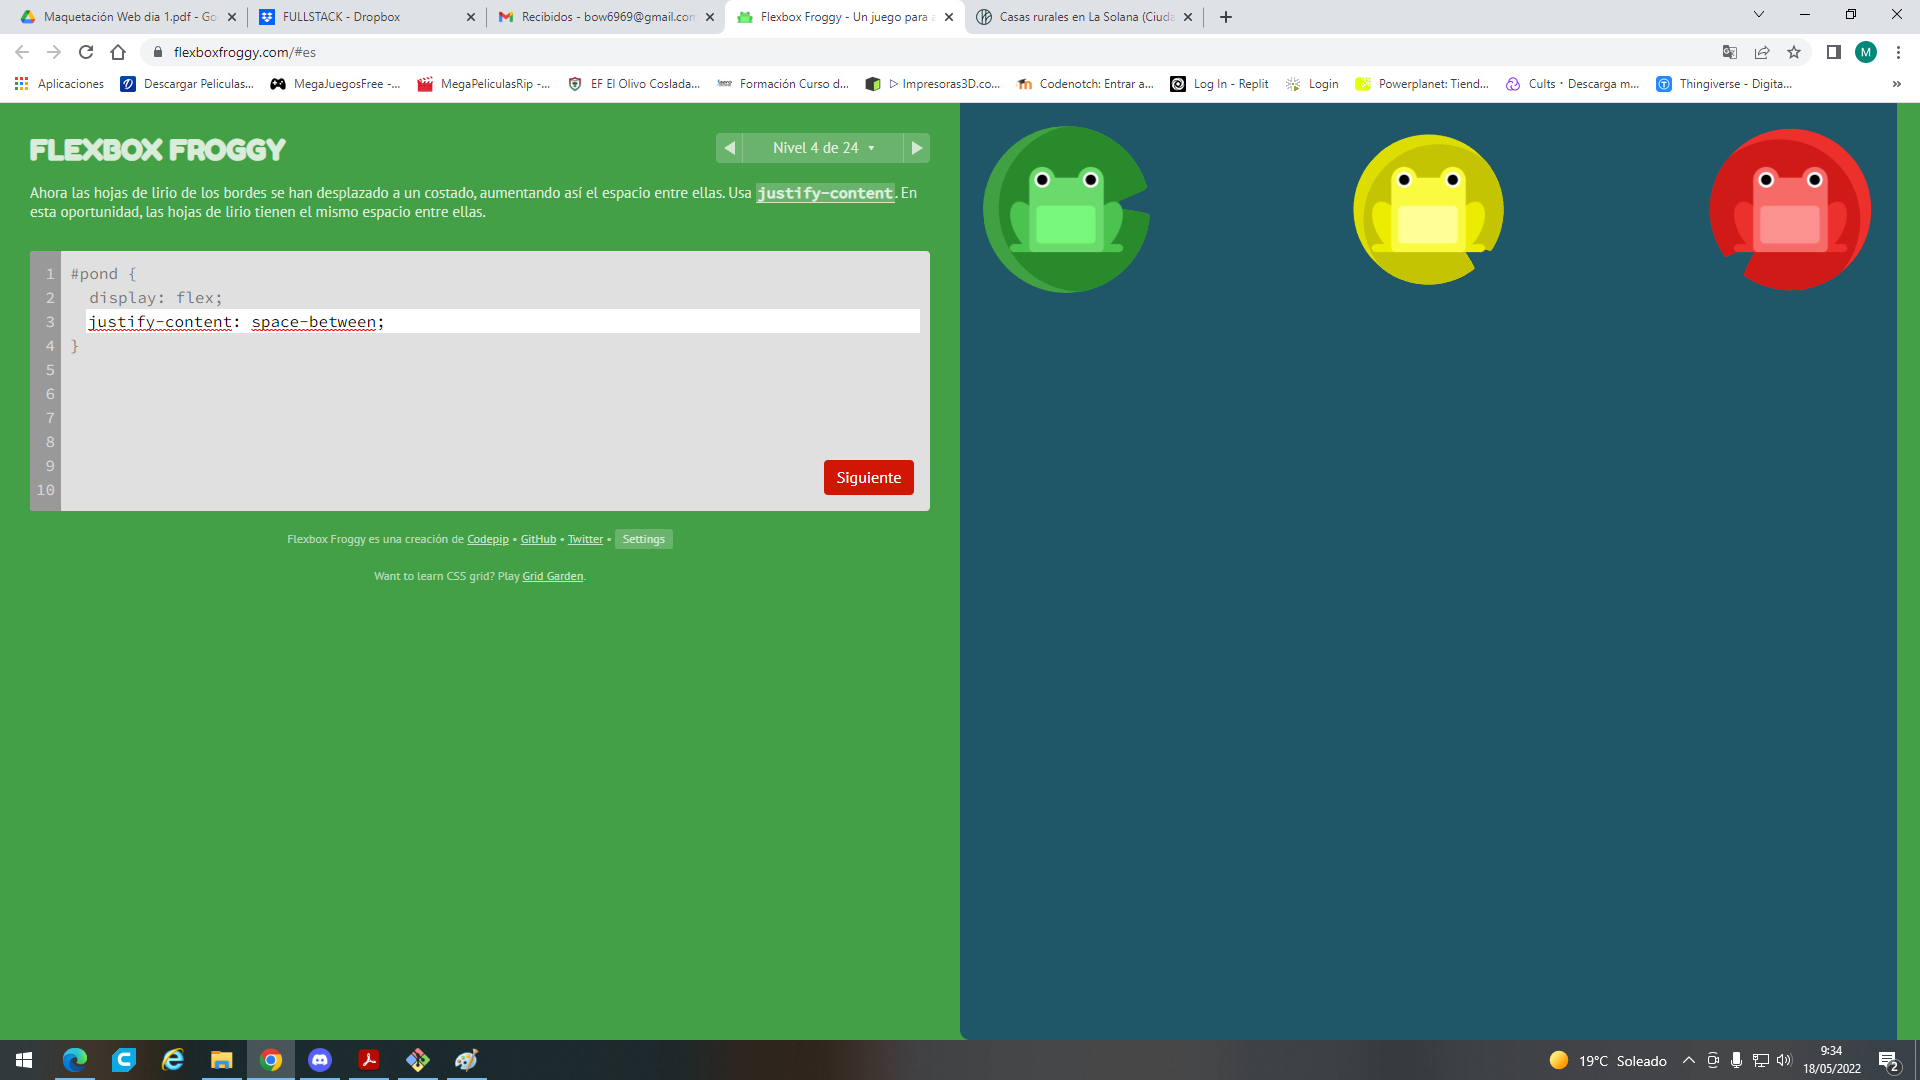 Maquetación Web dia 1.pdf - Go
FULLSTACK - Dropbox
Recibidos - bow6969@gmail.com
Flexbox Froggy - Un juego para a
Casas rurales en La Solana (Ciuda
flexboxfroggy.com/#es
M
Aplicaciones
Descargar Peliculas...
MegaJuegosFree -...
MegaPeliculasRip -...
EF El Olivo Coslada...
Formación Curso d...
▷ Impresoras3D.co...
Codenotch: Entrar a...
Log In - Replit
Login
Powerplanet: Tiend...
Cults・Descarga m...
Thingiverse - Digita...
»
FLEXBOX FROGGY
Nivel 4 de 24
Ahora las hojas de lirio de los bordes se han desplazado a un costado, aumentando así el espacio entre ellas. Usa justify-content. En
esta oportunidad, las hojas de lirio tienen el mismo espacio entre ellas.
1 #pond {
2 display: flex;
3 justify-content: space-between;
4 }
5
6
7
8
9
10
Siguiente
Flexbox Froggy es una creación de Codepip • GitHub • Twitter • Settings
Want to learn CSS grid? Play Grid Garden.
19°C Soleado
9:34
18/05/2022
2